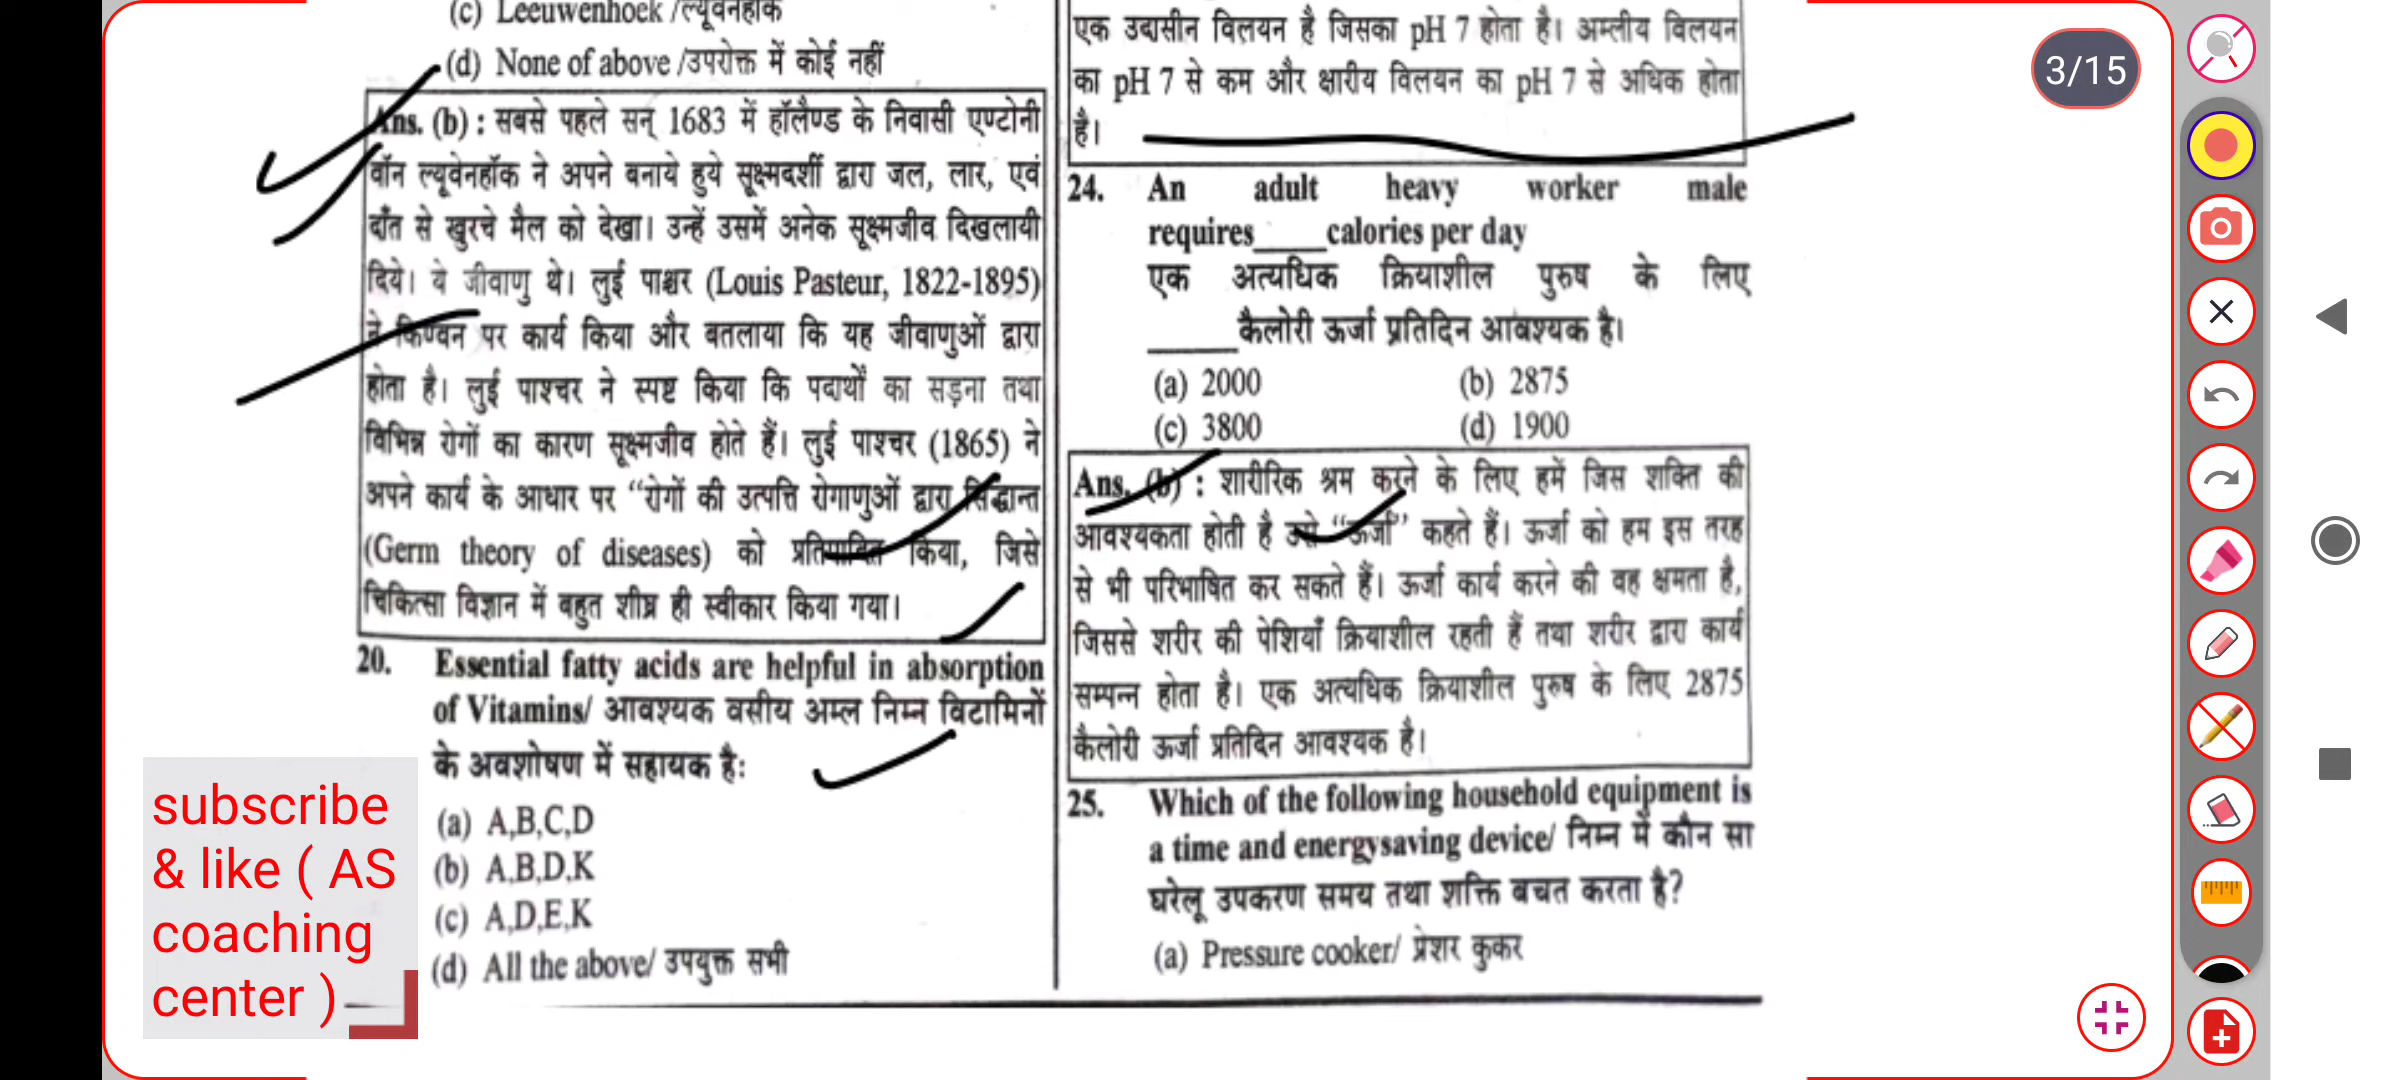 (c) Leeuwenhoek /ल्यूवेनहॉक
(d) None of above /उपरोक्त में कोई नहीं
Ans. (b) : सबसे पहले सन् 1683 में हॉलैण्ड के निवासी एण्टोनी
वॉन ल्यूवेनहॉक ने अपने बनाये हुये सूक्ष्मदर्शी द्वारा जल, लार, एवं
दाँत से खुरचे मैल को देखा। उन्हें उसमें अनेक सूक्ष्मजीव दिखलायी
दिये। ये जीवाणु थे। लुई पाश्चर (Louis Pasteur, 1822-1895)
ने किण्वन पर कार्य किया और बतलाया कि यह जीवाणुओं द्वारा
होता है। लुई पाश्चर ने स्पष्ट किया कि पदार्थों का सड़ना तथा
विभिन्न रोगों का कारण सूक्ष्मजीव होते हैं। लुई पाश्चर (1865) ने
अपने कार्य के आधार पर “रोगों की उत्पत्ति रोगाणुओं द्वारा सिद्धान्त
(Germ theory of diseases) को प्रतिपादित किया, जिसे
चिकित्सा विज्ञान में बहुत शीघ्र ही स्वीकार किया गया।
20. Essential fatty acids are helpful in absorption
of Vitamins/ आवश्यक वसीय अम्ल निम्न विटामिनों
के अवशोषण में सहायक है:
(a) A,B,C,D
(b) A,B,D,K
(c) A,D,E,K
(d) All the above/ उपयुक्त सभी
एक उदासीन विलयन है जिसका pH 7 होता है। अम्लीय विलयन
का pH 7 से कम और क्षारीय विलयन का pH 7 से अधिक होता
है।
24. An adult heavy worker male
requires_____calories per day
एक अत्यधिक क्रियाशील पुरुष के लिए
_____कैलोरी ऊर्जा प्रतिदिन आवश्यक है।
(a) 2000 (b) 2875
(c) 3800 (d) 1900
Ans. (b) : शारीरिक श्रम करने के लिए हमें जिस शक्ति की
आवश्यकता होती है उसे “ऊर्जा” कहते हैं। ऊर्जा को हम इस तरह
से भी परिभाषित कर सकते हैं। ऊर्जा कार्य करने की वह क्षमता है,
जिससे शरीर की पेशियाँ क्रियाशील रहती हैं तथा शरीर द्वारा कार्य
सम्पन्न होता है। एक अत्यधिक क्रियाशील पुरुष के लिए 2875
कैलोरी ऊर्जा प्रतिदिन आवश्यक है।
25. Which of the following household equipment is
a time and energysaving device/ निम्न में कौन सा
घरेलू उपकरण समय तथा शक्ति बचत करता है?
(a) Pressure cooker/ प्रेशर कुकर
3/15
subscribe
& like ( AS
coaching
center )